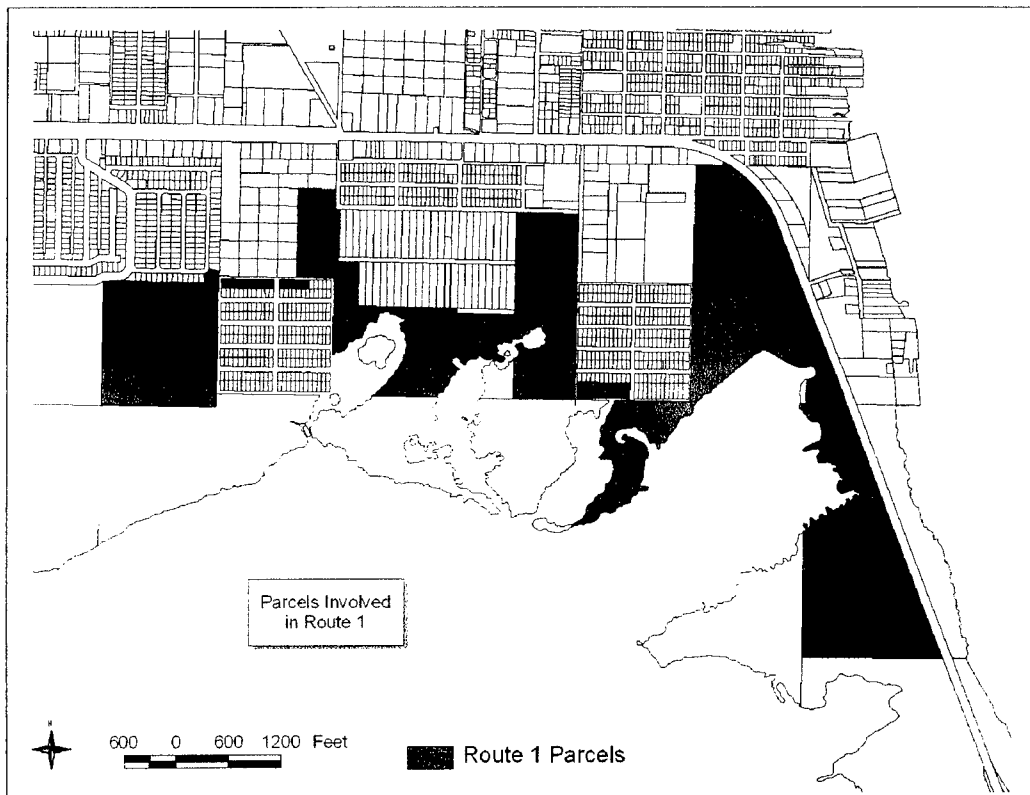 Parcels Involved
in Route 1
N
600 0 600 1200 Feet
Route 1 Parcels